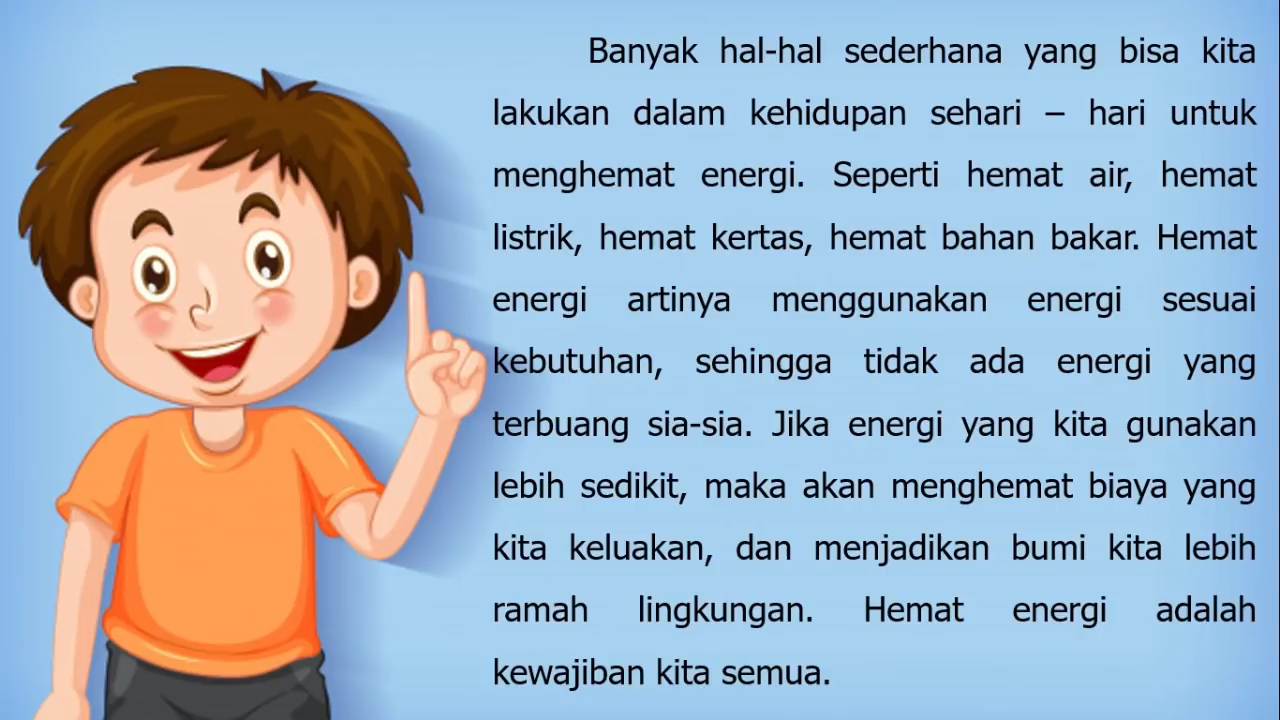 Banyak hal-hal sederhana yang bisa kita
lakukan dalam kehidupan sehari – hari untuk
menghemat energi. Seperti hemat air, hemat
listrik, hemat kertas, hemat bahan bakar. Hemat
energi artinya menggunakan energi sesuai
kebutuhan, sehingga tidak ada energi yang
terbuang sia-sia. Jika energi yang kita gunakan
lebih sedikit, maka akan menghemat biaya yang
kita keluakan, dan menjadikan bumi kita lebih
ramah lingkungan. Hemat energi adalah
kewajiban kita semua.